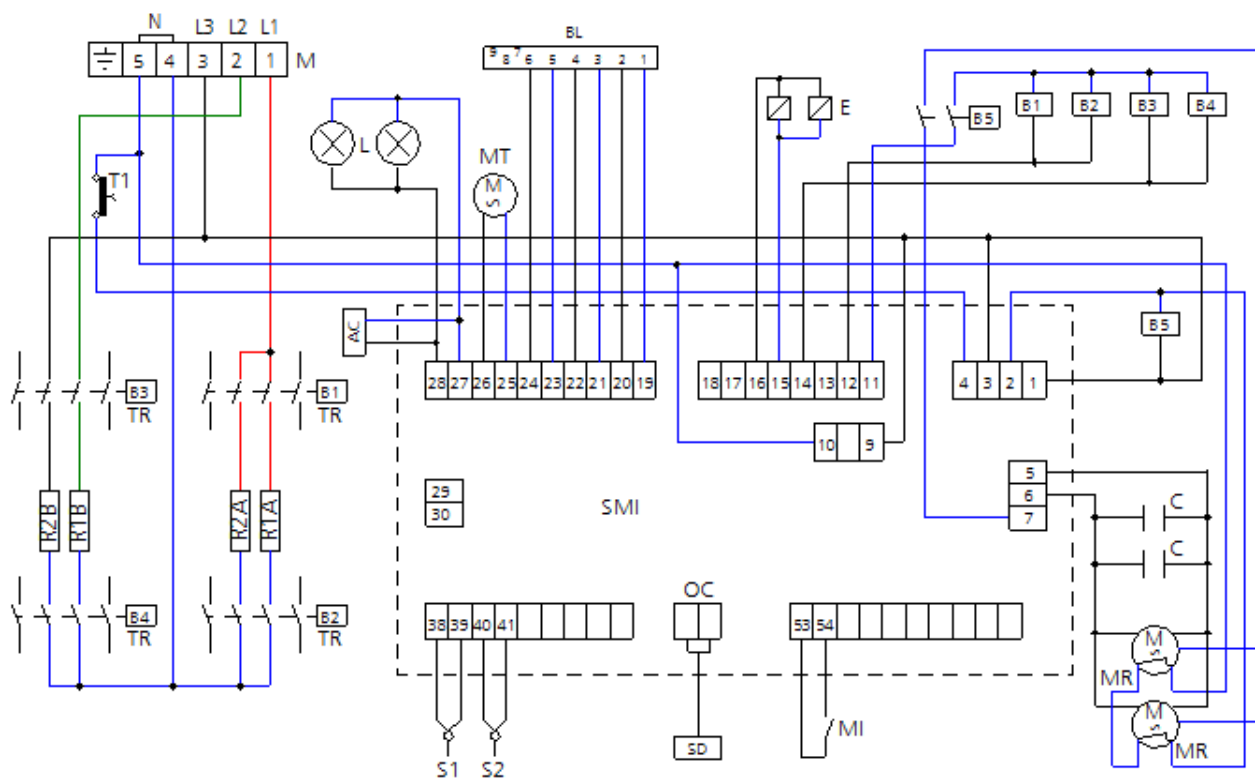 N L3 L2 L1
5 4 3 2 1 M
BL
9 8 7 6 5 4 3 2 1
E
B5 B1 B2 B3 B4
L
MT
M
S
T1
AC
B5
28 27 26 25 24 23 22 21 20 19
18 17 16 15 14 13 12 11
4 3 2 1
B3
TR
B1
TR
10 9
R2B R1B R2A R1A
29
30
SMI
5
6
7
C
C
B4
TR
B2
TR
OC
38 39 40 41
53 54
M
S
MR
M
S
MR
MI
SD
S1 S2